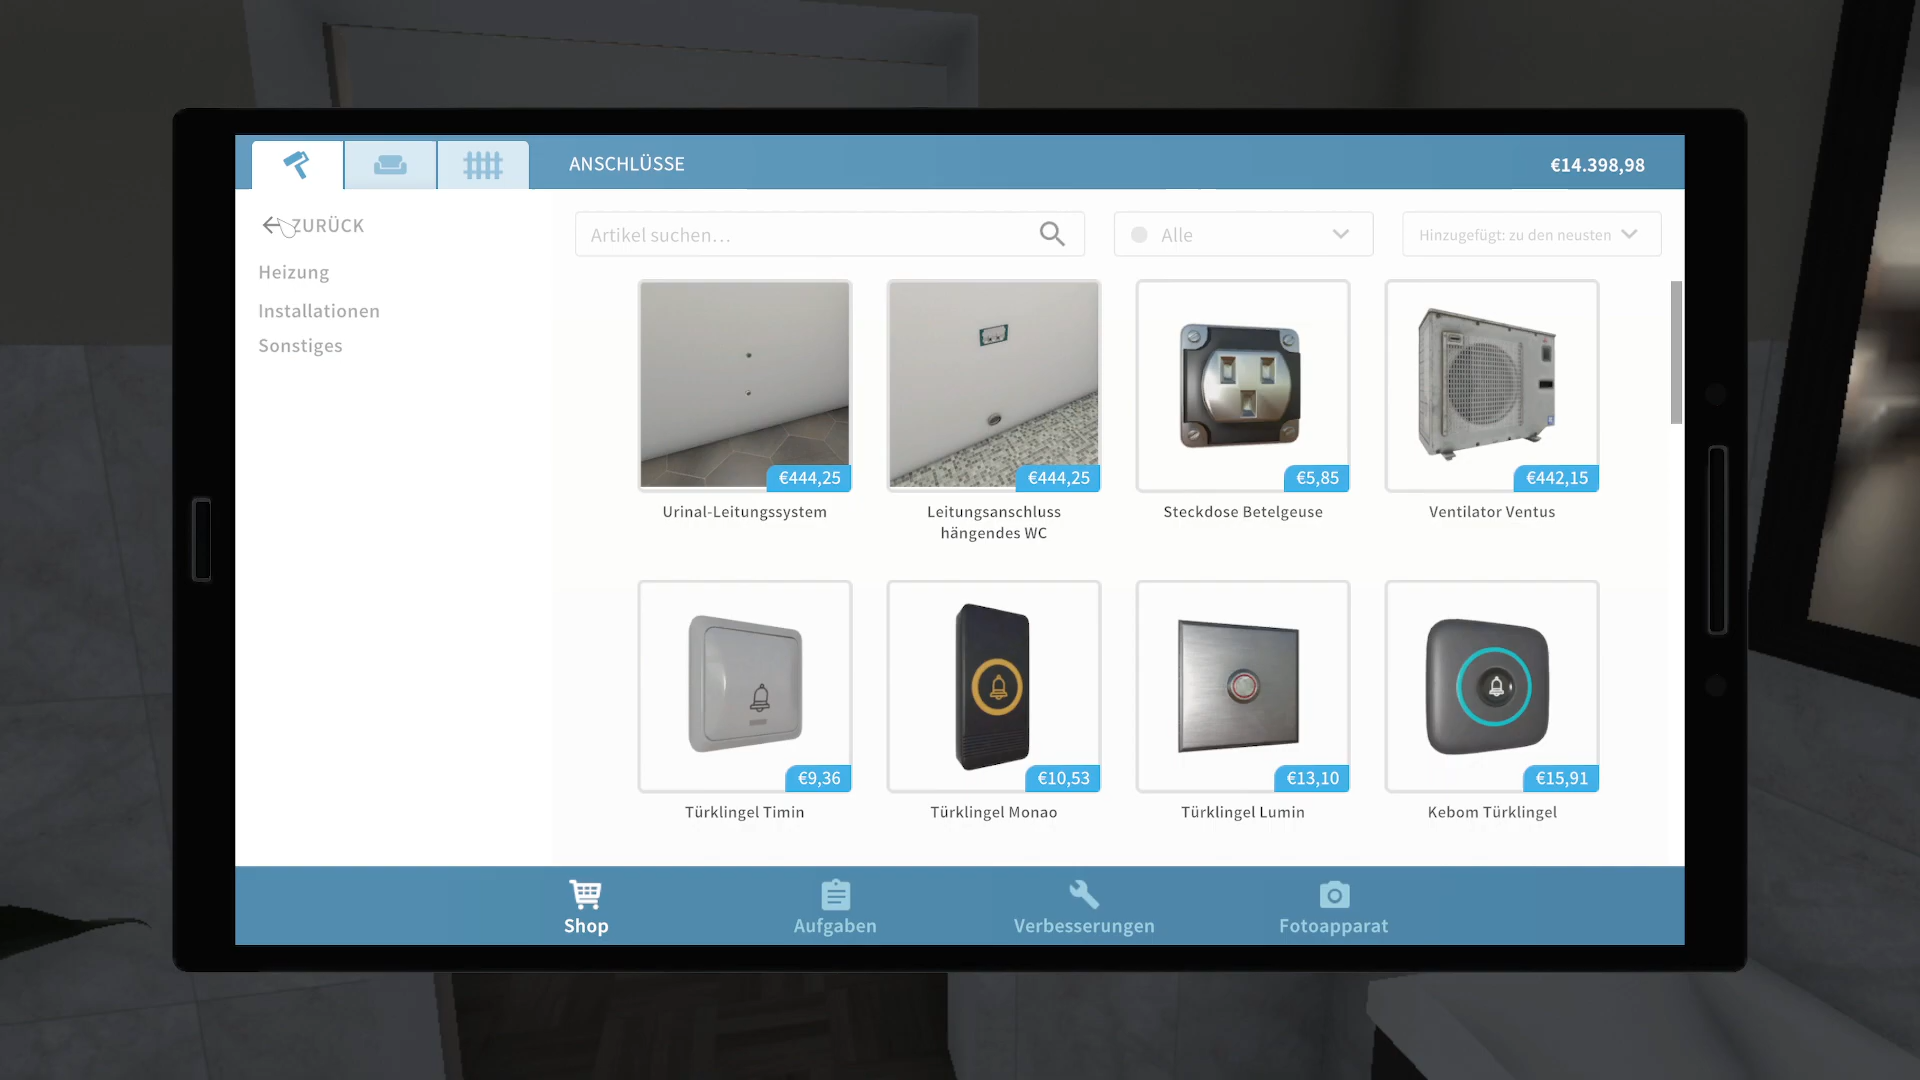 ANSCHLÜSSE
€14.398,98
ZURÜCK
Heizung
Installationen
Sonstiges
Artikel suchen...
Alle
Hinzugefügt: zu den neusten
€444,25
€444,25
€5,85
€442,15
Urinal-Leitungssystem
Leitungsanschluss
hängendes WC
Steckdose Betelgeuse
Ventilator Ventus
€9,36
€10,53
€13,10
€15,91
Türklingel Timin
Türklingel Monao
Türklingel Lumin
Kebom Türklingel
Shop
Aufgaben
Verbesserungen
Fotoapparat